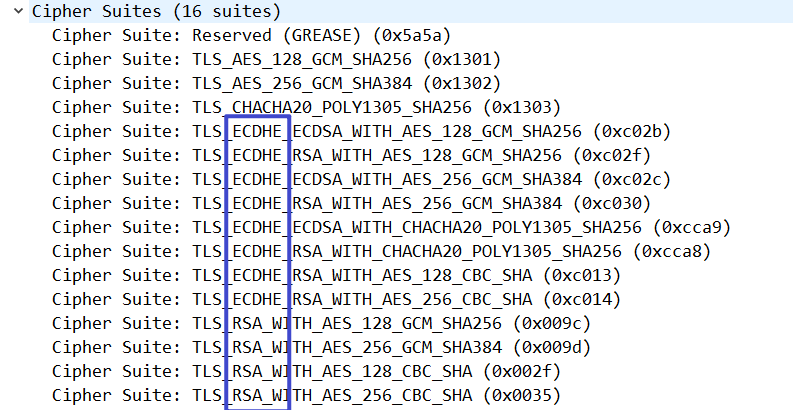 Cipher Suites (16 suites)
Cipher Suite: Reserved (GREASE) (0x5a5a)
Cipher Suite: TLS_AES_128_GCM_SHA256 (0x1301)
Cipher Suite: TLS_AES_256_GCM_SHA384 (0x1302)
Cipher Suite: TLS_CHACHA20_POLY1305_SHA256 (0x1303)
Cipher Suite: TLS_ECDHE_ECDSA_WITH_AES_128_GCM_SHA256 (0xc02b)
Cipher Suite: TLS_ECDHE_RSA_WITH_AES_128_GCM_SHA256 (0xc02f)
Cipher Suite: TLS_ECDHE_ECDSA_WITH_AES_256_GCM_SHA384 (0xc02c)
Cipher Suite: TLS_ECDHE_RSA_WITH_AES_256_GCM_SHA384 (0xc030)
Cipher Suite: TLS_ECDHE_ECDSA_WITH_CHACHA20_POLY1305_SHA256 (0xcca9)
Cipher Suite: TLS_ECDHE_RSA_WITH_CHACHA20_POLY1305_SHA256 (0xcca8)
Cipher Suite: TLS_ECDHE_RSA_WITH_AES_128_CBC_SHA (0xc013)
Cipher Suite: TLS_ECDHE_RSA_WITH_AES_256_CBC_SHA (0xc014)
Cipher Suite: TLS_RSA_WITH_AES_128_GCM_SHA256 (0x009c)
Cipher Suite: TLS_RSA_WITH_AES_256_GCM_SHA384 (0x009d)
Cipher Suite: TLS_RSA_WITH_AES_128_CBC_SHA (0x002f)
Cipher Suite: TLS_RSA_WITH_AES_256_CBC_SHA (0x0035)